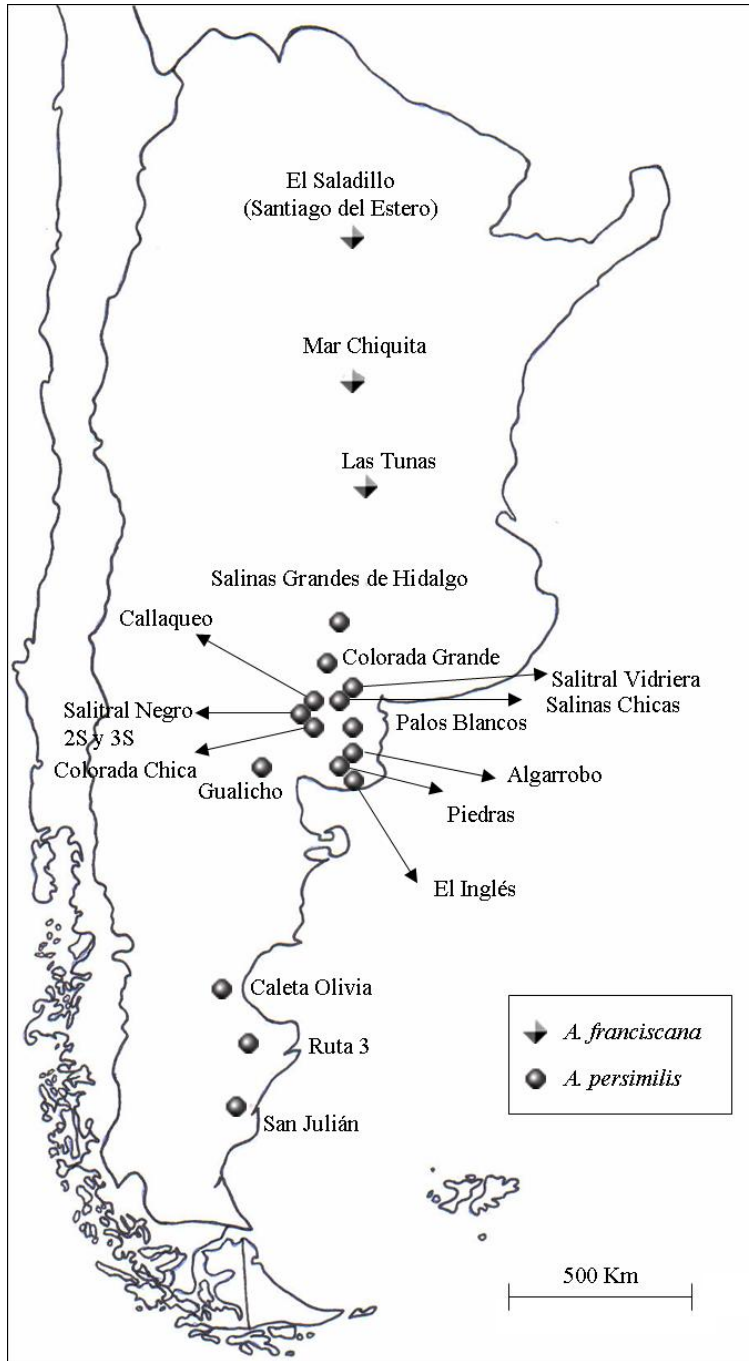 El Saladillo
(Santiago del Estero)
Mar Chiquita
Las Tunas
Salinas Grandes de Hidalgo
Callaqueo
Colorada Grande
Salitral Vidriera
Salinas Chicas
Salitral Negro
2S y 3S
Palos Blancos
Colorada Chica
Gualicho
Algarrobo
Piedras
El Inglés
Caleta Olivia
Ruta 3
San Julián
A. franciscana
A. persimilis
500 Km